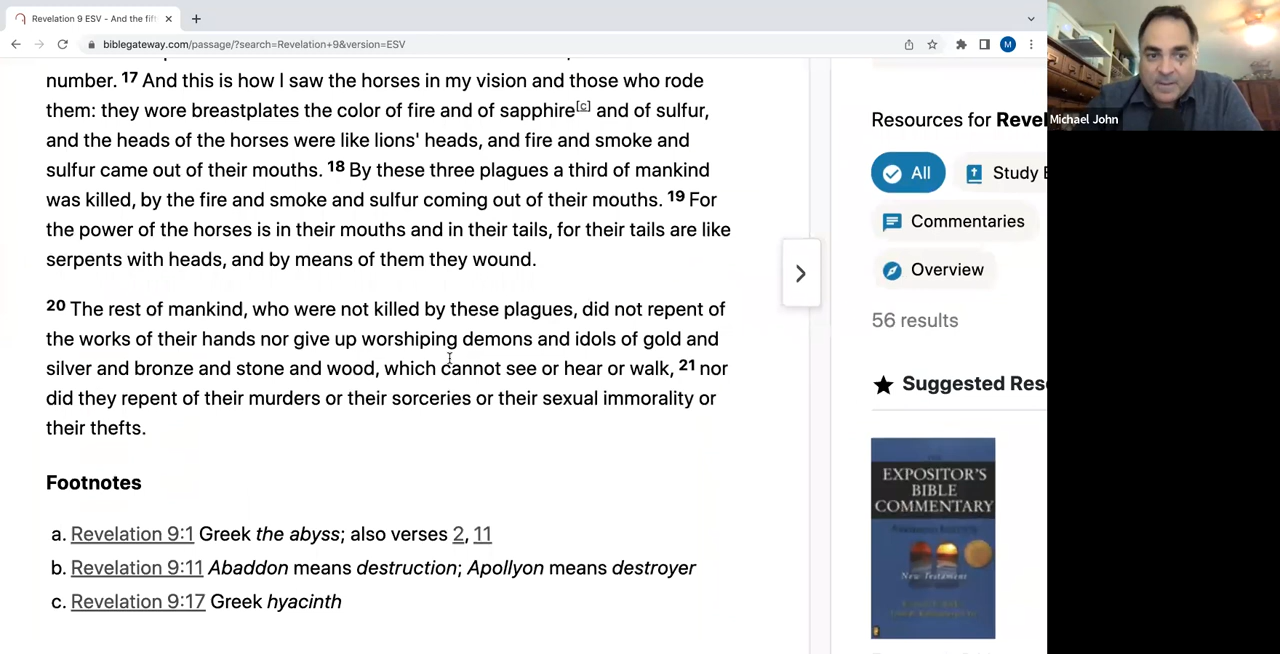 Revelation 9 ESV - And the fif
biblegateway.com/passage/?search=Revelation+9&version=ESV
M
Michael John
number. 17 And this is how I saw the horses in my vision and those who rode
them: they wore breastplates the color of fire and of sapphire[c] and of sulfur,
and the heads of the horses were like lions' heads, and fire and smoke and
sulfur came out of their mouths. 18 By these three plagues a third of mankind
was killed, by the fire and smoke and sulfur coming out of their mouths. 19 For
the power of the horses is in their mouths and in their tails, for their tails are like
serpents with heads, and by means of them they wound.
20 The rest of mankind, who were not killed by these plagues, did not repent of
the works of their hands nor give up worshiping demons and idols of gold and
silver and bronze and stone and wood, which cannot see or hear or walk, 21 nor
did they repent of their murders or their sorceries or their sexual immorality or
their thefts.
Footnotes
a. Revelation 9:1 Greek the abyss; also verses 2, 11
b. Revelation 9:11 Abaddon means destruction; Apollyon means destroyer
c. Revelation 9:17 Greek hyacinth
Resources for Revel
All
Study
Commentaries
Overview
56 results
Suggested Res
EXPOSITOR'S
BIBLE
COMMENTARY
New Testament